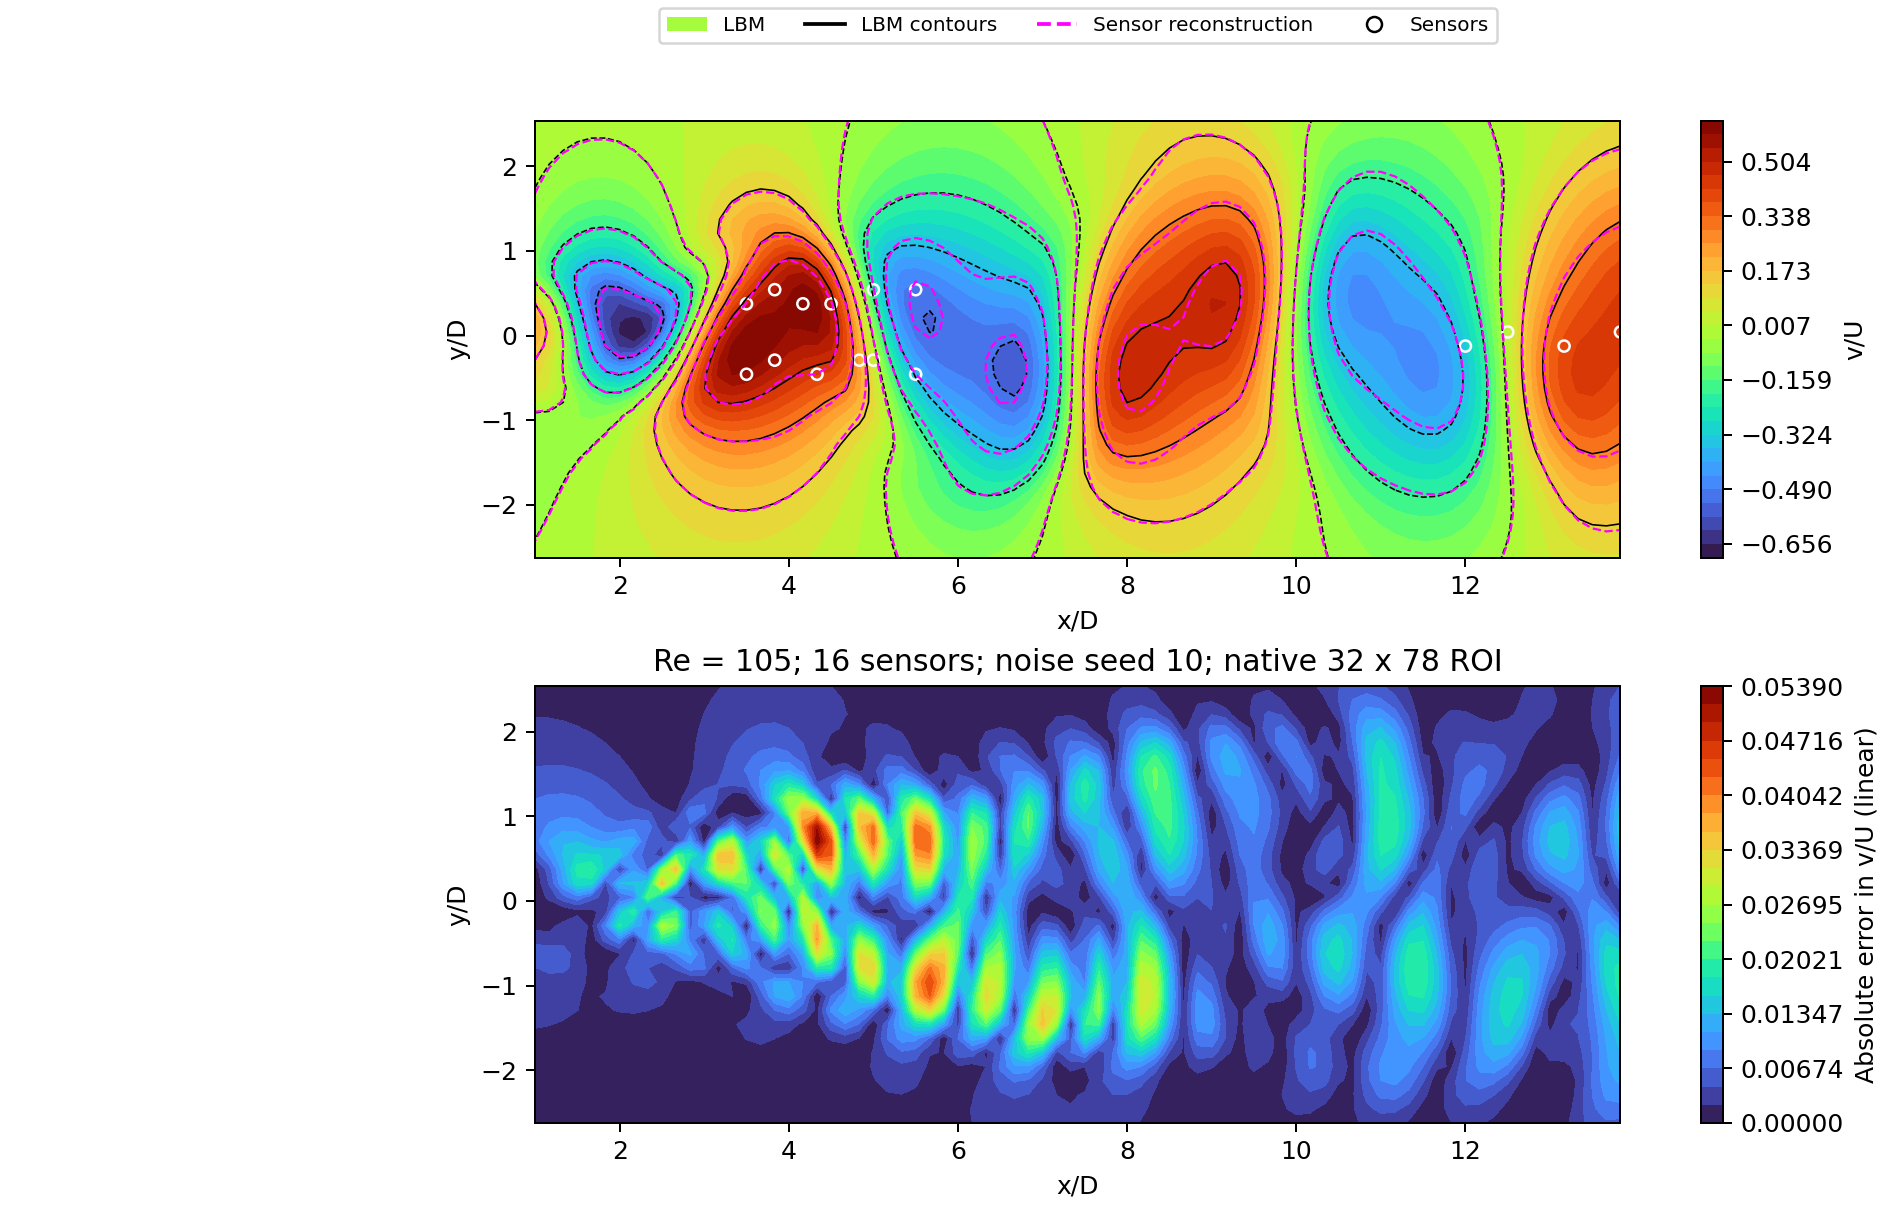 LBM LBM contours Sensor reconstruction Sensors
2
1
0
−1
−2
y/D
2 4 6 8 10 12
x/D
0.504
0.338
0.173
0.007
−0.159
−0.324
−0.490
−0.656
v/U
Re = 105; 16 sensors; noise seed 10; native 32 x 78 ROI
2
1
0
−1
−2
y/D
2 4 6 8 10 12
x/D
0.05390
0.04716
0.04042
0.03369
0.02695
0.02021
0.01347
0.00674
0.00000
Absolute error in v/U (linear)